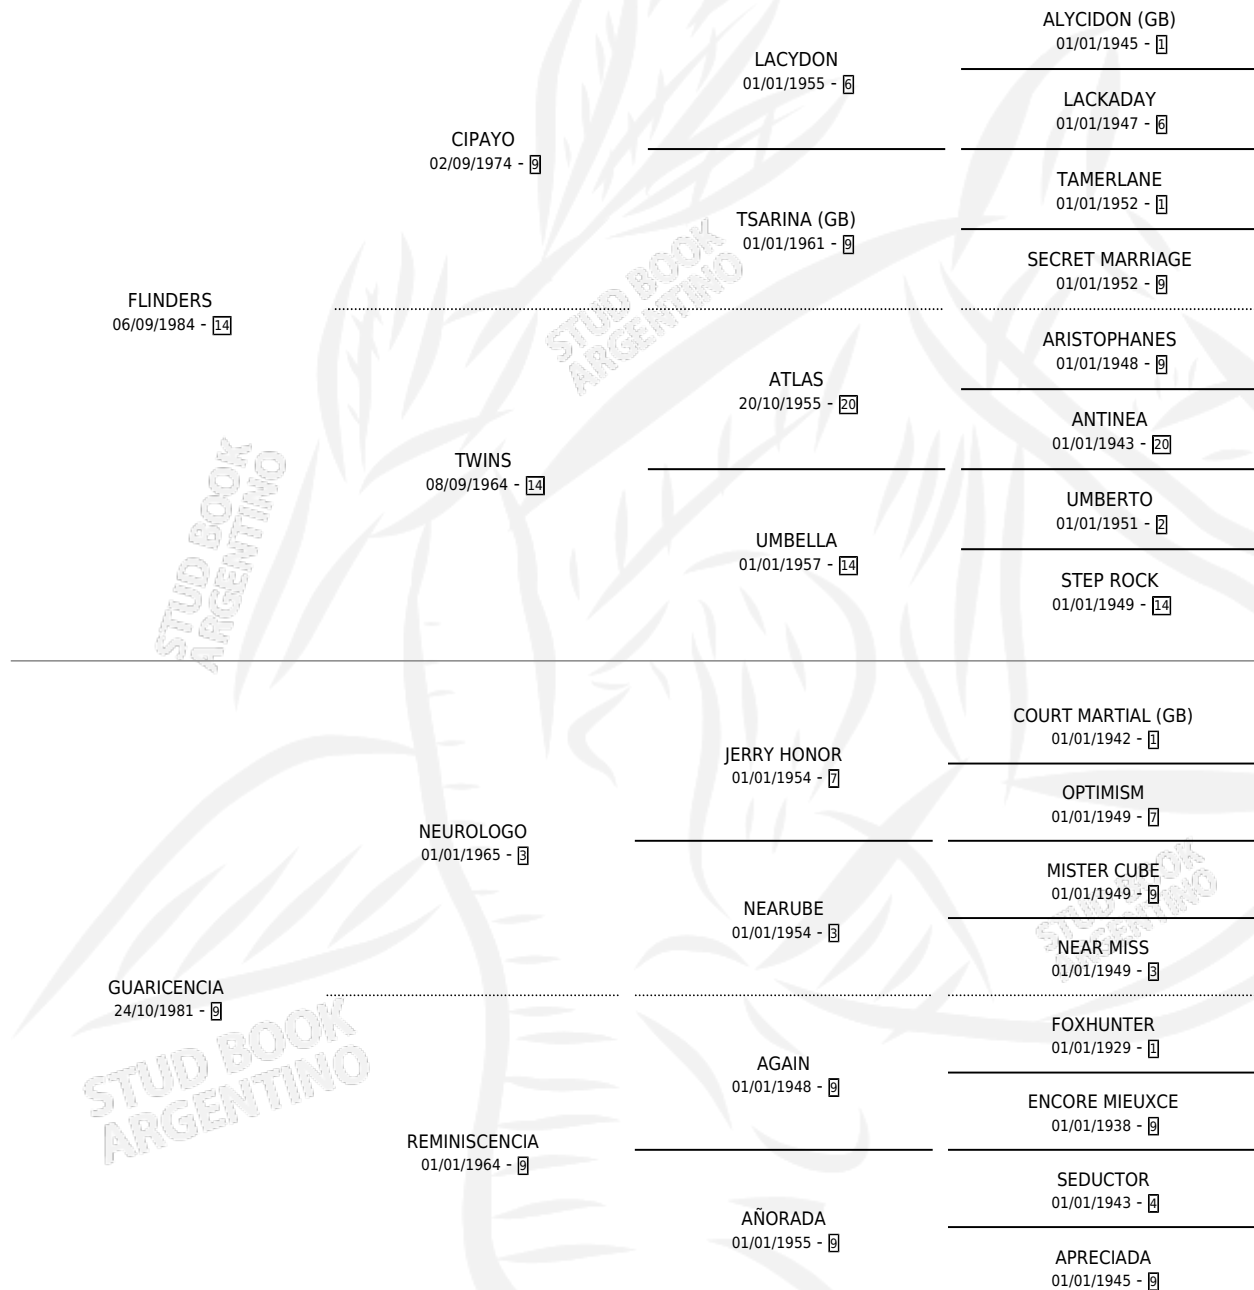 ALYCIDON (GB)
01/01/1945 - 1
LACYDON
01/01/1955 - 6
LACKADAY
01/01/1947 - 6
CIPAYO
02/09/1974 - 9
TAMERLANE
01/01/1952 - 1
TSARINA (GB)
01/01/1961 - 9
SECRET MARRIAGE
01/01/1952 - 9
FLINDERS
06/09/1984 - 14
STUD BOOK
ARGENTINO
ARISTOPHANES
01/01/1948 - 9
ATLAS
20/10/1955 - 20
ANTINEA
01/01/1943 - 20
TWINS
08/09/1964 - 14
UMBERTO
01/01/1951 - 2
UMBELLA
01/01/1957 - 14
STEP ROCK
01/01/1949 - 14
STUD BOOK
ARGENTINO
COURT MARTIAL (GB)
01/01/1942 - 1
JERRY HONOR
01/01/1954 - 7
OPTIMISM
01/01/1949 - 7
NEUROLOGO
01/01/1965 - 3
MISTER CUBE
01/01/1949 - 9
NEARUBE
01/01/1954 - 3
NEAR MISS
01/01/1949 - 3
STUD BOOK
ARGENTINO
GUARICENCIA
24/10/1981 - 9
STUD BOOK
ARGENTINO
FOXHUNTER
01/01/1929 - 1
AGAIN
01/01/1948 - 9
ENCORE MIEUXCE
01/01/1938 - 9
REMINISCENCIA
01/01/1964 - 9
SEDUCTOR
01/01/1943 - 4
AÑORADA
01/01/1955 - 9
APRECIADA
01/01/1945 - 9